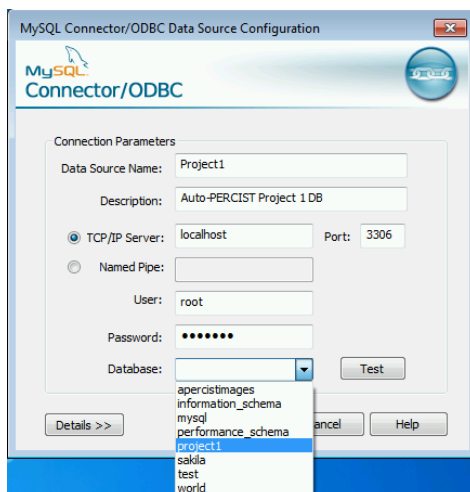 MySQL Connector/ODBC Data Source Configuration
MySQL
Connector/ODBC
Connection Parameters
Data Source Name: Project1
Description: Auto-PERCIST Project 1 DB
TCP/IP Server: localhost Port: 3306
Named Pipe:
User: root
Password: •••••••
Database: Test
apercistimages
information_schema
mysql
performance_schema
project1
sakila
test
world
Details >> ancel Help